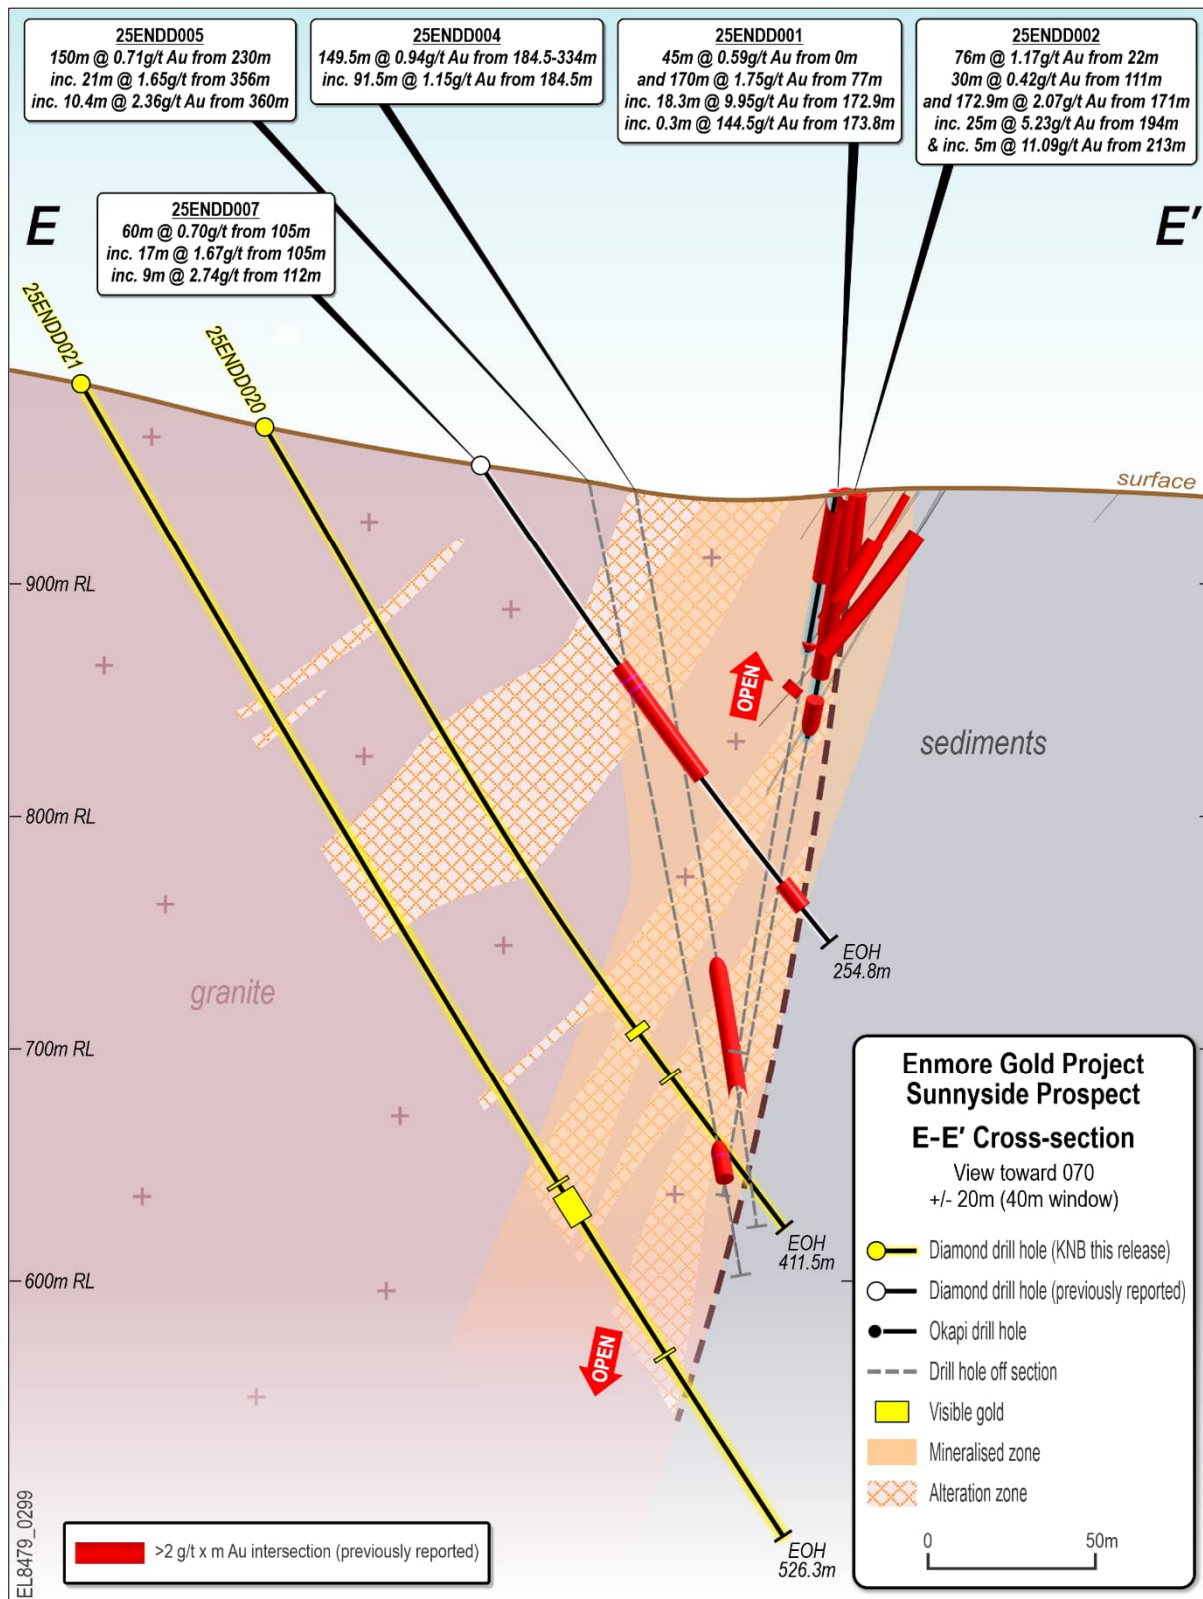 25ENDD005
150m @ 0.71g/t Au from 230m
inc. 21m @ 1.65g/t from 356m
inc. 10.4m @ 2.36g/t from 360m
25ENDD004
149.5m @ 0.94g/t Au from 184.5-334m
inc. 91.5m @ 1.15g/t Au from 184.5m
25ENDD001
45m @ 0.59g/t Au from 0m
and 170m @ 1.75g/t Au from 77m
inc. 18.3m @ 9.95g/t Au from 172.9m
inc. 0.3m @ 144.5g/t Au from 173.8m
25ENDD002
76m @ 1.17g/t Au from 22m
30m @ 0.42g/t Au from 111m
and 172.9m @ 2.07g/t Au from 171m
inc. 25m @ 5.23g/t Au from 194m
& inc. 5m @ 11.09g/t Au from 213m
25ENDD007
60m @ 0.70g/t from 105m
inc. 17m @ 1.67g/t from 105m
inc. 9m @ 2.74g/t from 112m
E
E'
25ENDD021
25ENDD020
surface
900m RL
OPEN
sediments
800m RL
EOH
254.8m
granite
700m RL
EOH
411.5m
600m RL
OPEN
EOH
526.3m
Enmore Gold Project
Sunnyside Prospect
E-E' Cross-section
View toward 070
+/- 20m (40m window)
Diamond drill hole (KNB this release)
Diamond drill hole (previously reported)
Okapi drill hole
Drill hole off section
Visible gold
Mineralised zone
Alteration zone
0 50m
>2 g/t x m Au intersection (previously reported)
EL8479_0299